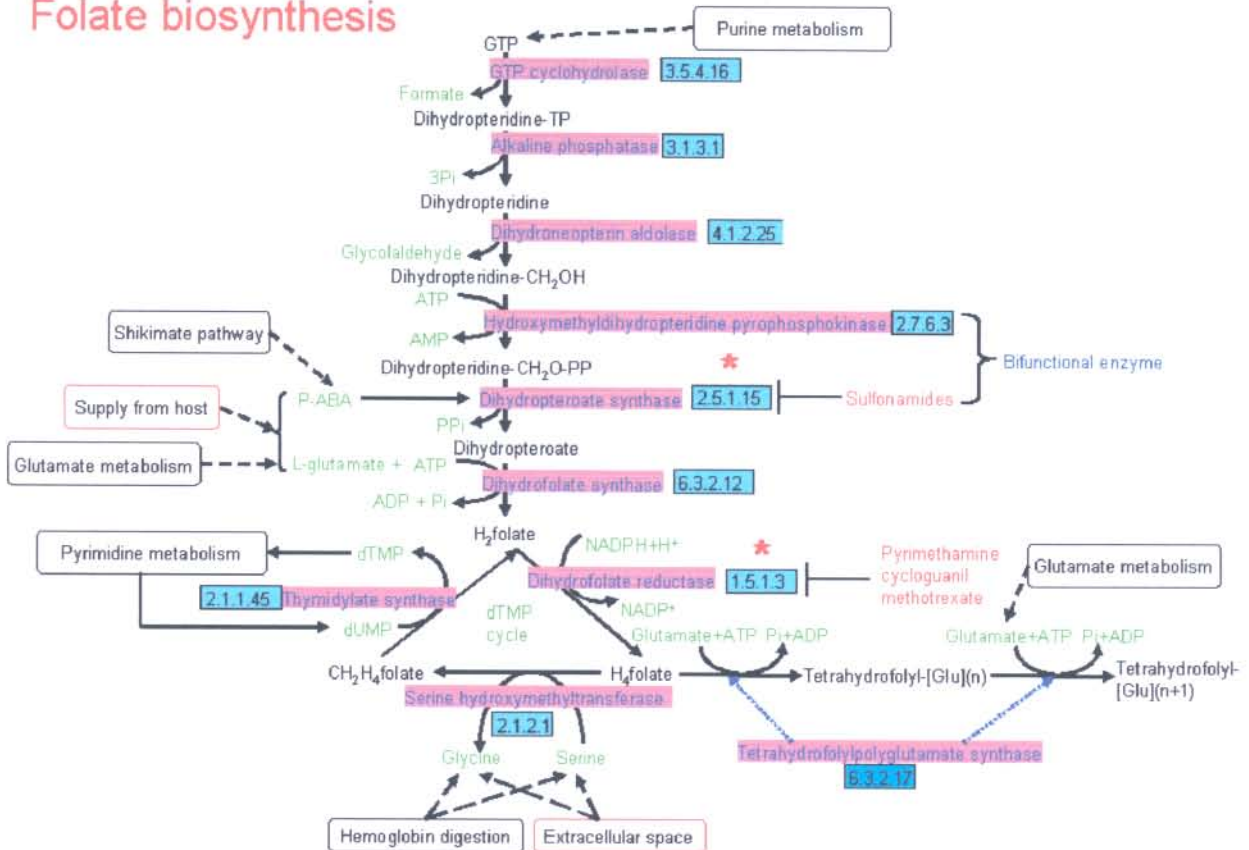 Folate biosynthesis
Purine metabolism
GTP
GTP cyclohydrolase 3.5.4.16
Formate
Dihydropteridine-TP
Alkaline phosphatase 3.1.3.1
3Pi
Dihydropteridine
Dihydroneopterin aldolase 4.1.2.25
Glycolaldehyde
Dihydropteridine-CH₂OH
ATP
Hydroxymethyldihydropteridine pyrophosphokinase 2.7.6.3
AMP
Shikimate pathway
Bifunctional enzyme
Dihydropteridine-CH₂O-PP
*
P-ABA
Dihydropteroate synthase 2.5.1.15
Sulfonamides
Supply from host
PPi
Dihydropteroate
Glutamate metabolism
L-glutamate + ATP
Dihydrofolate synthase 6.3.2.12
ADP + Pi
H₂folate
Pyrimidine metabolism
dTMP
NADPH+H⁺
*
Dihydrofolate reductase 1.5.1.3
Pyrimethamine
cycloguanil
methotrexate
Glutamate metabolism
2.1.1.45 Thymidylate synthase
NADP⁺
dUMP
dTMP
cycle
Glutamate+ATP Pi+ADP
Glutamate+ATP Pi+ADP
CH₂H₄folate
H₄folate
Tetrahydrofolyl-[Glu](n)
Tetrahydrofolyl-
[Glu](n+1)
Serine hydroxymethyltransferase
2.1.2.1
Glycine
Serine
Tetrahydrofolylpolyglutamate synthase
6.3.2.17
Hemoglobin digestion
Extracellular space